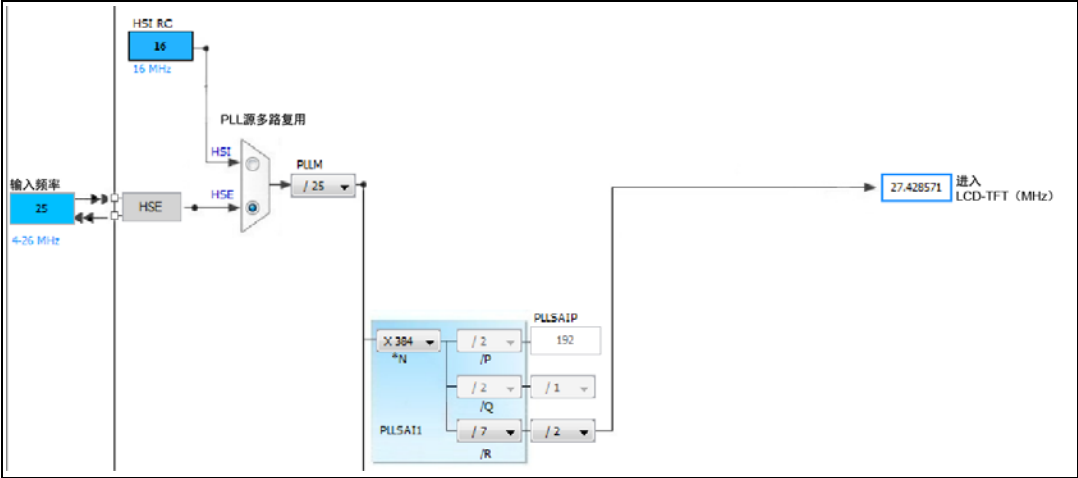 HSI RC
16
16 MHz
PLL源多路复用
HSI
PLLM
/ 25
输入频率
25
4-26 MHz
HSE
HSE
27.428571
进入
LCD-TFT（MHz）
PLLSAIP
X 384
*N
/ 2
/P
192
/ 2
/Q
/ 1
PLLSAI1
/ 7
/R
/ 2